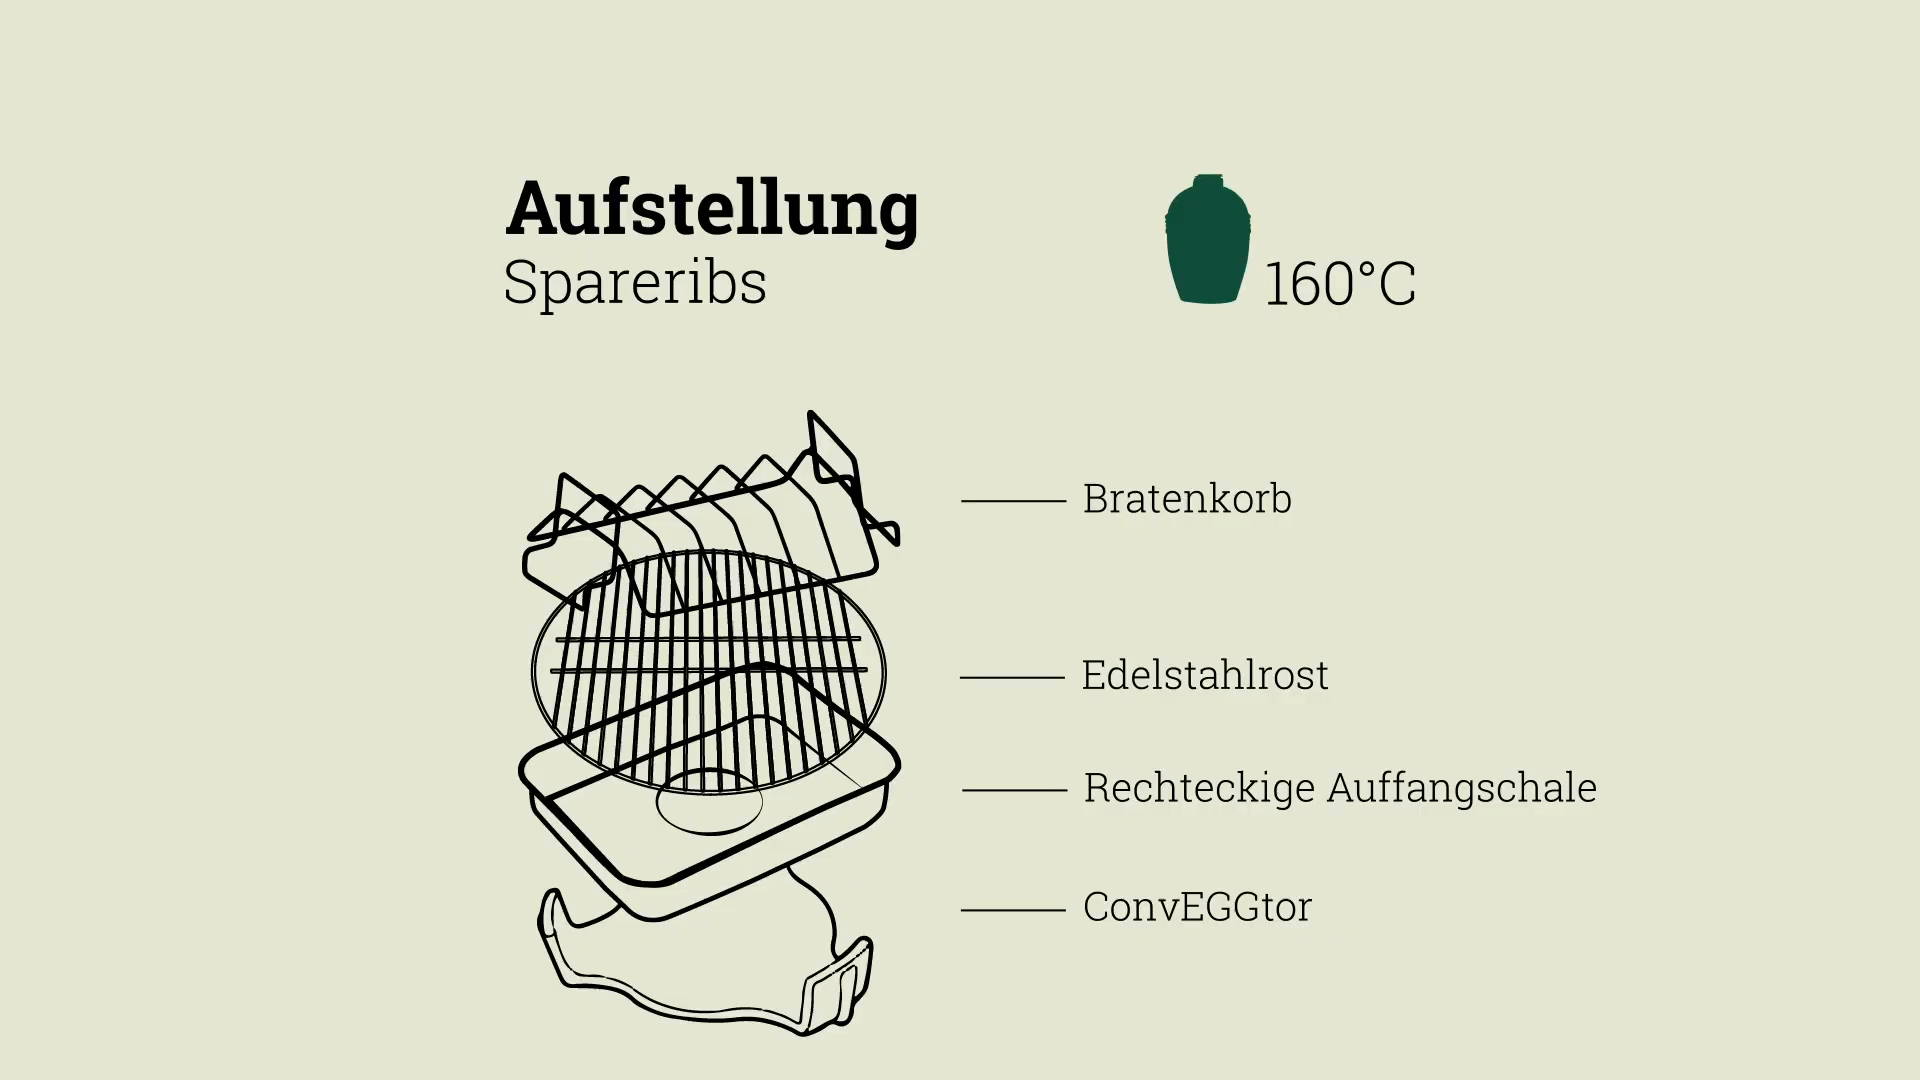 Aufstellung
Spareribs
160°C
Bratenkorb
Edelstahlrost
Rechteckige Auffangschale
ConvEGGtor